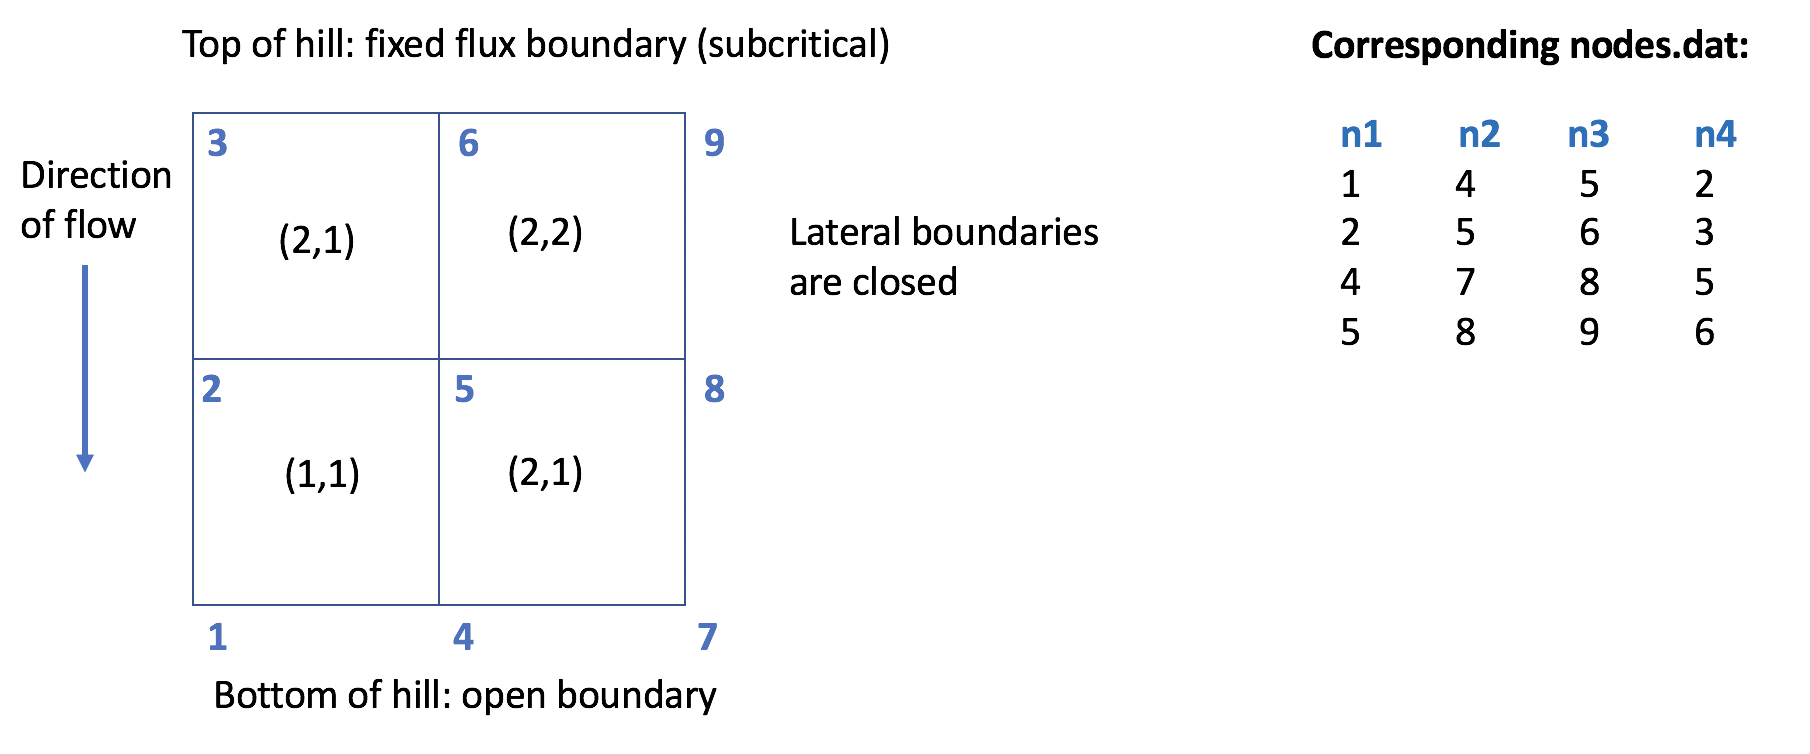 Top of hill: fixed flux boundary (subcritical)
Corresponding nodes.dat:
3
6
9
n1 n2 n3 n4
Direction
of flow
1 4 5 2
(2,1)
(2,2)
Lateral boundaries
are closed
2 5 6 3
4 7 8 5
5 8 9 6
2
5
8
(1,1)
(2,1)
1
4
7
Bottom of hill: open boundary